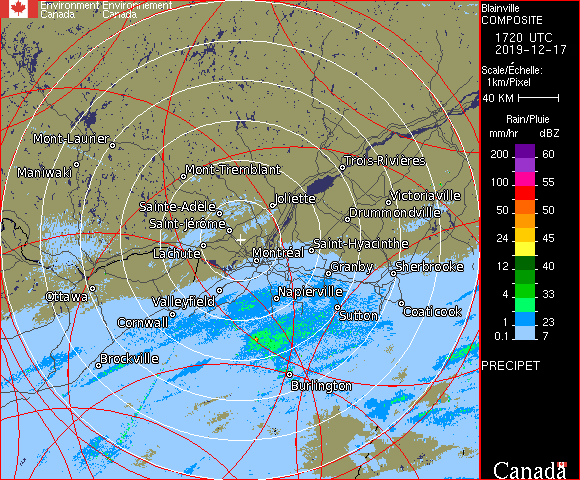 Environment Environnement
Canada Canada
Blainville
COMPOSITE
1720 UTC
2019-12-17
Scale/Échelle:
1km/Pixel
40 KM
Rain/Pluie
mm/hr dBZ
200 60
150 57
100 55
50 50
24 45
12 40
4 33
1 23
0.1 7
PRECIPET
Canada
Mont-Laurier
Maniwaki
Mont-Tremblant
Trois-Rivières
Joliette
Victoriaville
Sainte-Adele
Drummondville
Saint-Jérôme
Saint-Hyacinthe
Lachute
Montréal
Granby
Sherbrooke
Ottawa
Valleyfield
Napierville
Coaticook
Cornwall
Sutton
Brockville
Burlington